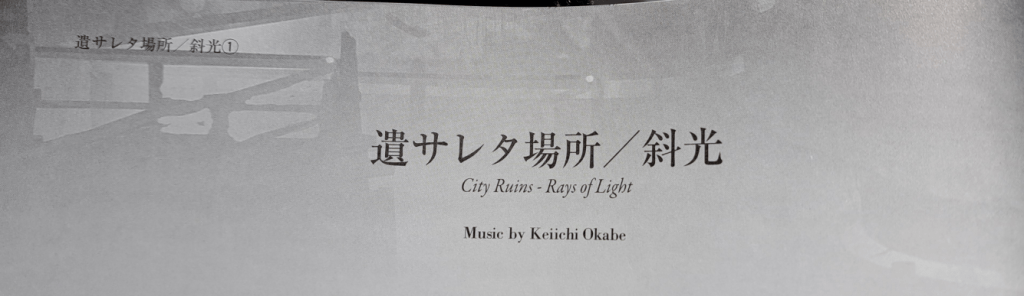 遺サレタ場所／斜光①
遺サレタ場所／斜光
City Ruins - Rays of Light
Music by Keiichi Okabe